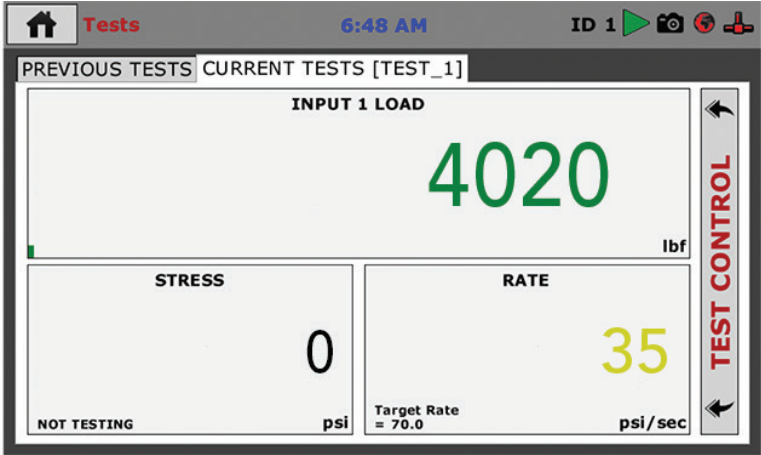 Tests 6:48 AM ID 1
PREVIOUS TESTS CURRENT TESTS [TEST_1]
INPUT 1 LOAD
4020
lbf
STRESS
0
NOT TESTING psi
RATE
35
Target Rate
= 70.0 psi/sec
TEST CONTROL